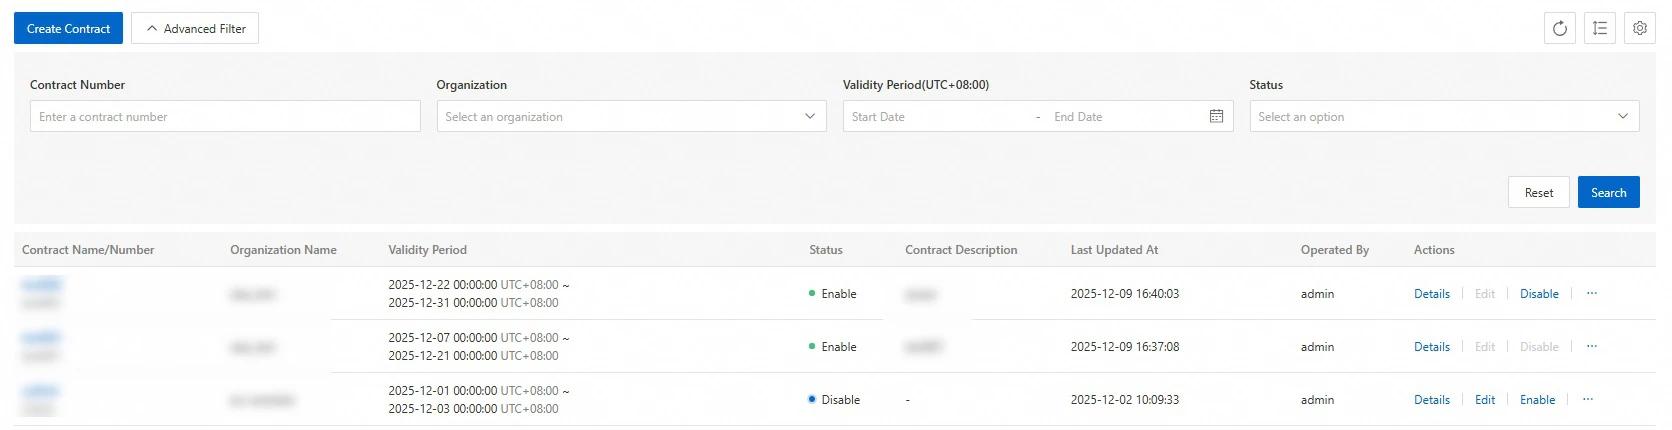 Create Contract
Advanced Filter
Contract Number
Organization
Validity Period(UTC+08:00)
Status
Enter a contract number
Select an organization
Start Date - End Date
Select an option
Reset
Search
Contract Name/Number
Organization Name
Validity Period
Status
Contract Description
Last Updated At
Operated By
Actions
2025-12-22 00:00:00 UTC+08:00 ~
2025-12-31 00:00:00 UTC+08:00
Enable
2025-12-09 16:40:03
admin
Details
Edit
Disable
...
2025-12-07 00:00:00 UTC+08:00 ~
2025-12-21 00:00:00 UTC+08:00
Enable
2025-12-09 16:37:08
admin
Details
Edit
Disable
...
2025-12-01 00:00:00 UTC+08:00 ~
2025-12-03 00:00:00 UTC+08:00
Disable
-
2025-12-02 10:09:33
admin
Details
Edit
Enable
...